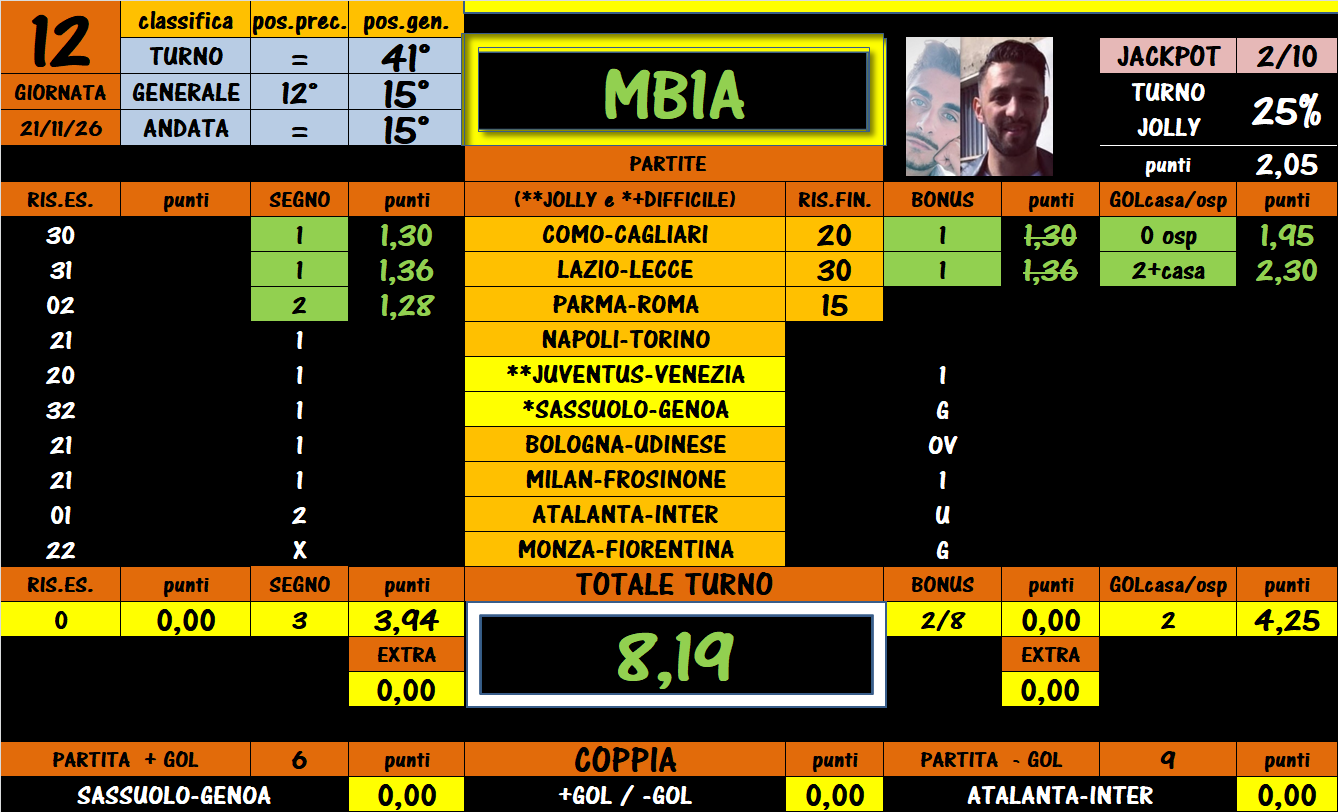 12 classifica pos.prec. pos.gen.
TURNO = 41°
GIORNATA GENERALE 12° 15°
21/11/26 ANDATA = 15°
MB1A
JACKPOT 2/10
TURNO JOLLY 25%
punti 2,05
PARTITE
RIS.ES. punti SEGNO punti (**JOLLY e *+DIFFICILE) RIS.FIN. BONUS punti GOLcasa/osp punti
30 1 1,30 COMO-CAGLIARI 20 1 1,30 0 osp 1,95
31 1 1,36 LAZIO-LECCE 30 1 1,36 2+casa 2,30
02 2 1,28 PARMA-ROMA 15
21 1 NAPOLI-TORINO
20 1 **JUVENTUS-VENEZIA 1
32 1 *SASSUOLO-GENOA G
21 1 BOLOGNA-UDINESE OV
21 1 MILAN-FROSINONE 1
01 2 ATALANTA-INTER U
22 X MONZA-FIORENTINA G
RIS.ES. punti SEGNO punti TOTALE TURNO BONUS punti GOLcasa/osp punti
0 0,00 3 3,94 8,19 2/8 0,00 2 4,25
EXTRA EXTRA
0,00 0,00
PARTITA + GOL 6 punti COPPIA punti PARTITA - GOL 9 punti
SASSUOLO-GENOA 0,00 +GOL / -GOL 0,00 ATALANTA-INTER 0,00